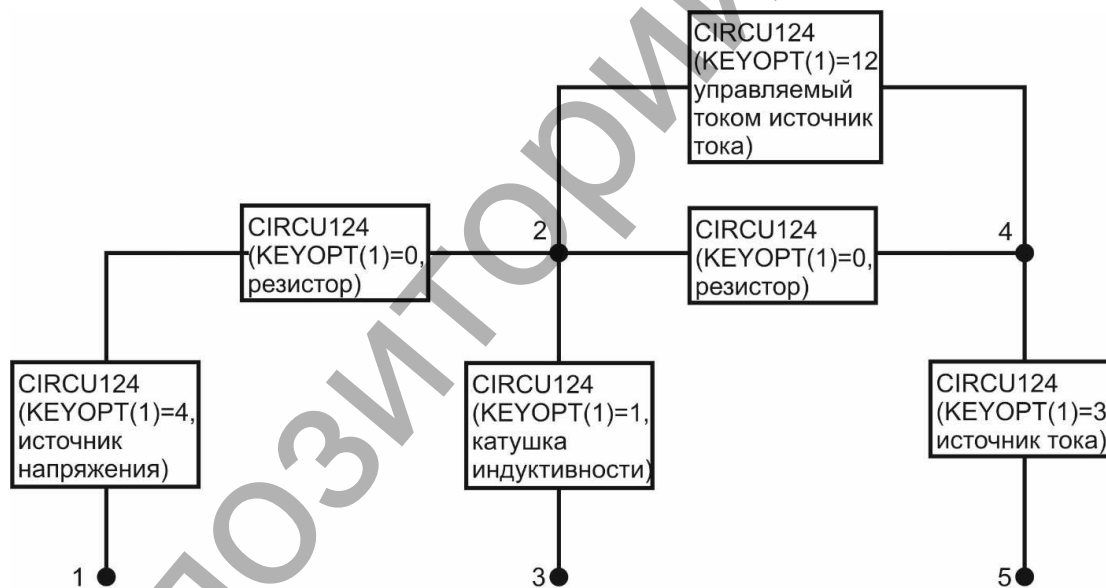 CIRCU124
(KEYOPT(1)=12
управляемый
током источник
тока)
CIRCU124
(KEYOPT(1)=0,
резистор)
2
CIRCU124
(KEYOPT(1)=0,
резистор)
4
CIRCU124
(KEYOPT(1)=4,
источник
напряжения)
CIRCU124
(KEYOPT(1)=1,
катушка
индуктивности)
CIRCU124
(KEYOPT(1)=3
источник тока)
1
3
5
позитори